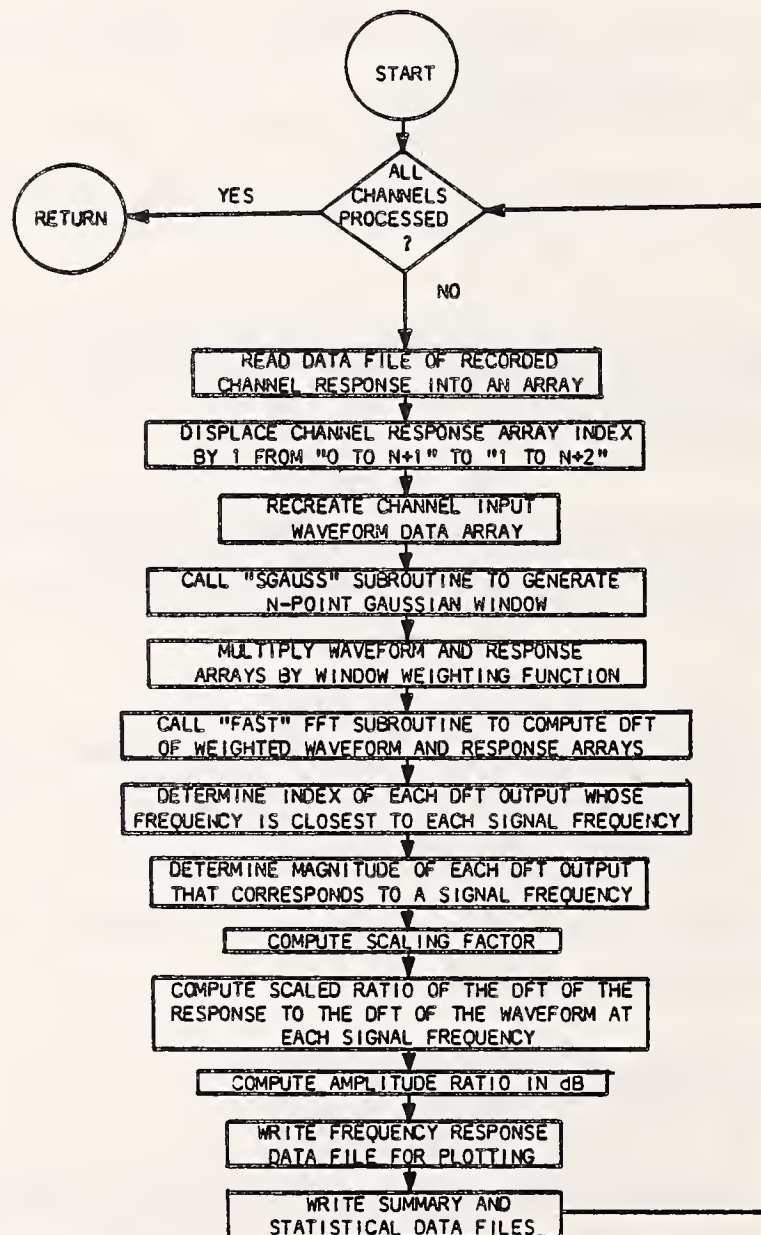 START
ALL
CHANNELS
PROCESSED
?
YES
RETURN
NO
READ DATA FILE OF RECORDED
CHANNEL RESPONSE INTO AN ARRAY
DISPLACE CHANNEL RESPONSE ARRAY INDEX
BY 1 FROM "0 TO N+1" TO "1 TO N+2"
RECREATE CHANNEL INPUT
WAVEFORM DATA ARRAY
CALL "SGAUSS" SUBROUTINE TO GENERATE
N-POINT GAUSSIAN WINDOW
MULTIPLY WAVEFORM AND RESPONSE
ARRAYS BY WINDOW WEIGHTING FUNCTION
CALL "FAST" FFT SUBROUTINE TO COMPUTE DFT
OF WEIGHTED WAVEFORM AND RESPONSE ARRAYS
DETERMINE INDEX OF EACH DFT OUTPUT WHOSE
FREQUENCY IS CLOSEST TO EACH SIGNAL FREQUENCY
DETERMINE MAGNITUDE OF EACH DFT OUTPUT
THAT CORRESPONDS TO A SIGNAL FREQUENCY
COMPUTE SCALING FACTOR
COMPUTE SCALED RATIO OF THE DFT OF THE
RESPONSE TO THE DFT OF THE WAVEFORM AT
EACH SIGNAL FREQUENCY
COMPUTE AMPLITUDE RATIO IN dB
WRITE FREQUENCY RESPONSE
DATA FILE FOR PLOTTING
WRITE SUMMARY AND
STATISTICAL DATA FILES